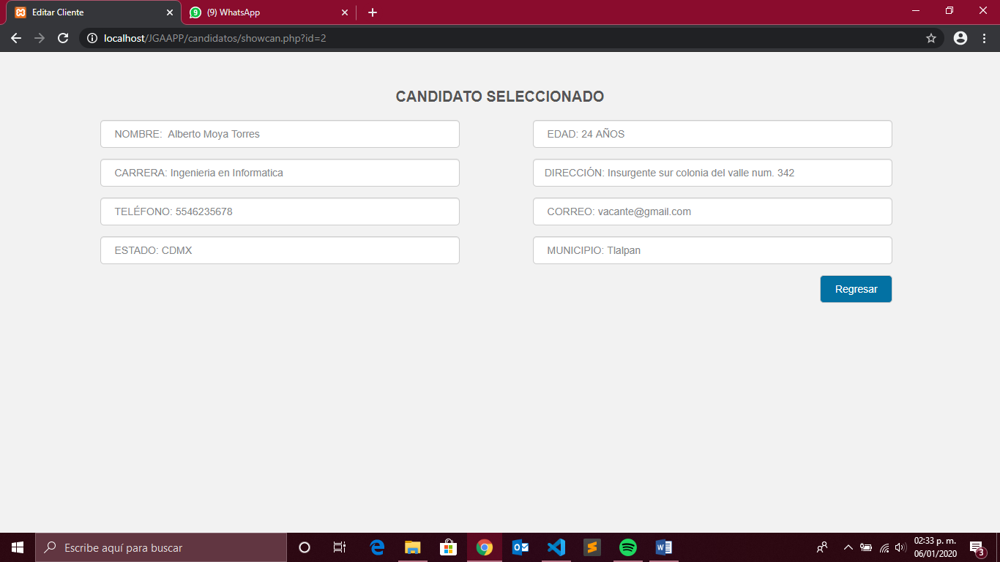 Editar Cliente
9
(9) WhatsApp
localhost/JGAAPP/candidatos/showcan.php?id=2
CANDIDATO SELECCIONADO
NOMBRE: Alberto Moya Torres
EDAD: 24 AÑOS
CARRERA: Ingenieria en Informatica
DIRECCIÓN: Insurgente sur colonia del valle num. 342
TELÉFONO: 5546235678
CORREO: vacante@gmail.com
ESTADO: CDMX
MUNICIPIO: Tlalpan
Regresar
Escribe aquí para buscar
02:33 p. m.
06/01/2020
3